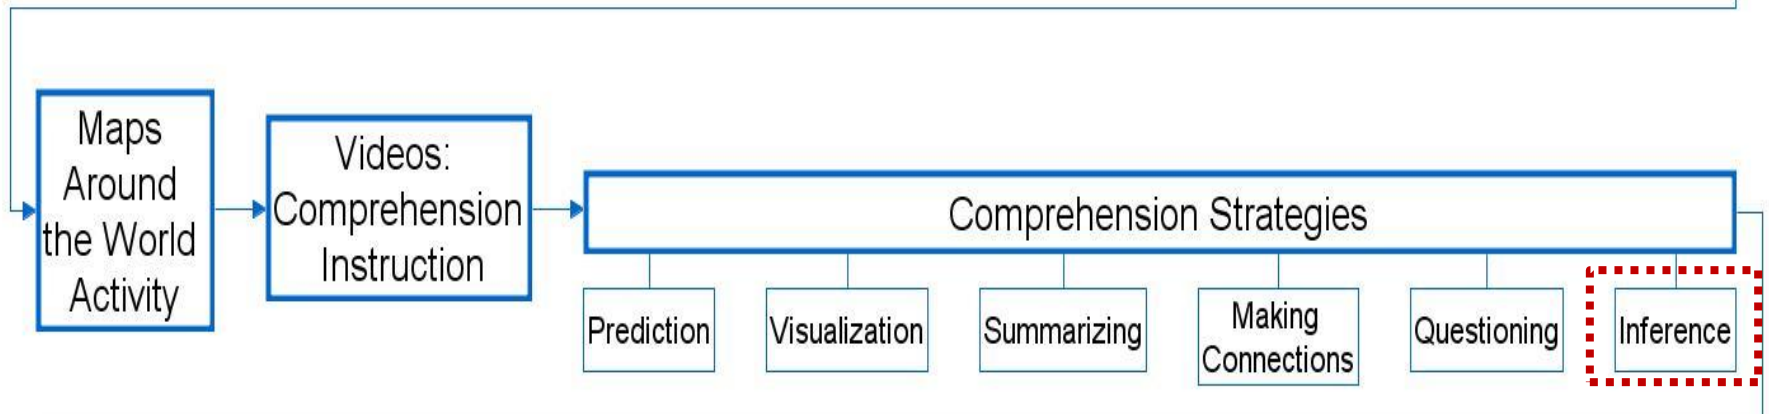 Maps
Around
the World
Activity
Videos:
Comprehension
Instruction
Comprehension Strategies
Prediction
Visualization
Summarizing
Making
Connections
Questioning
Inference